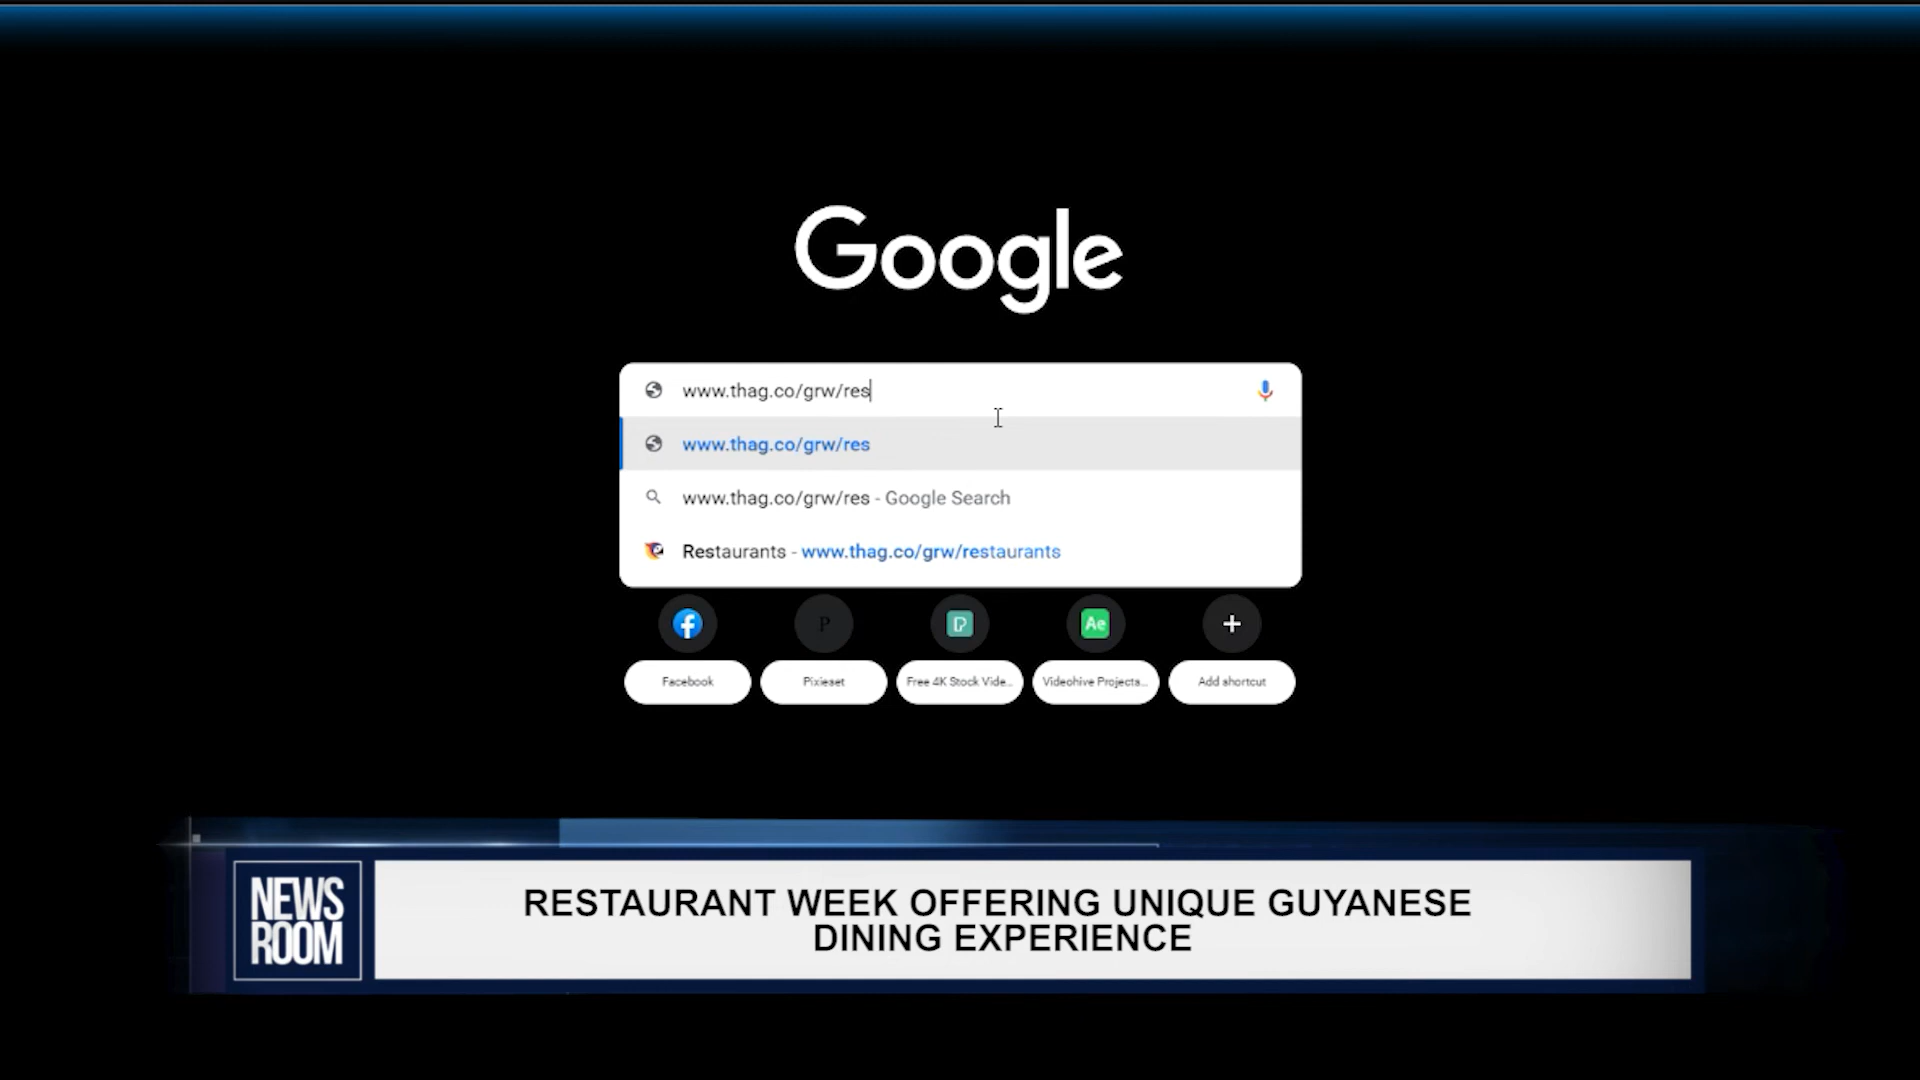 Google
www.thag.co/grw/res
www.thag.co/grw/res
www.thag.co/grw/res - Google Search
Restaurants - www.thag.co/grw/restaurants
P
Ae
Facebook
Pixieset
Free 4K Stock Vide...
Videohive Projects...
Add shortcut
NEWS
ROOM
RESTAURANT WEEK OFFERING UNIQUE GUYANESE
DINING EXPERIENCE